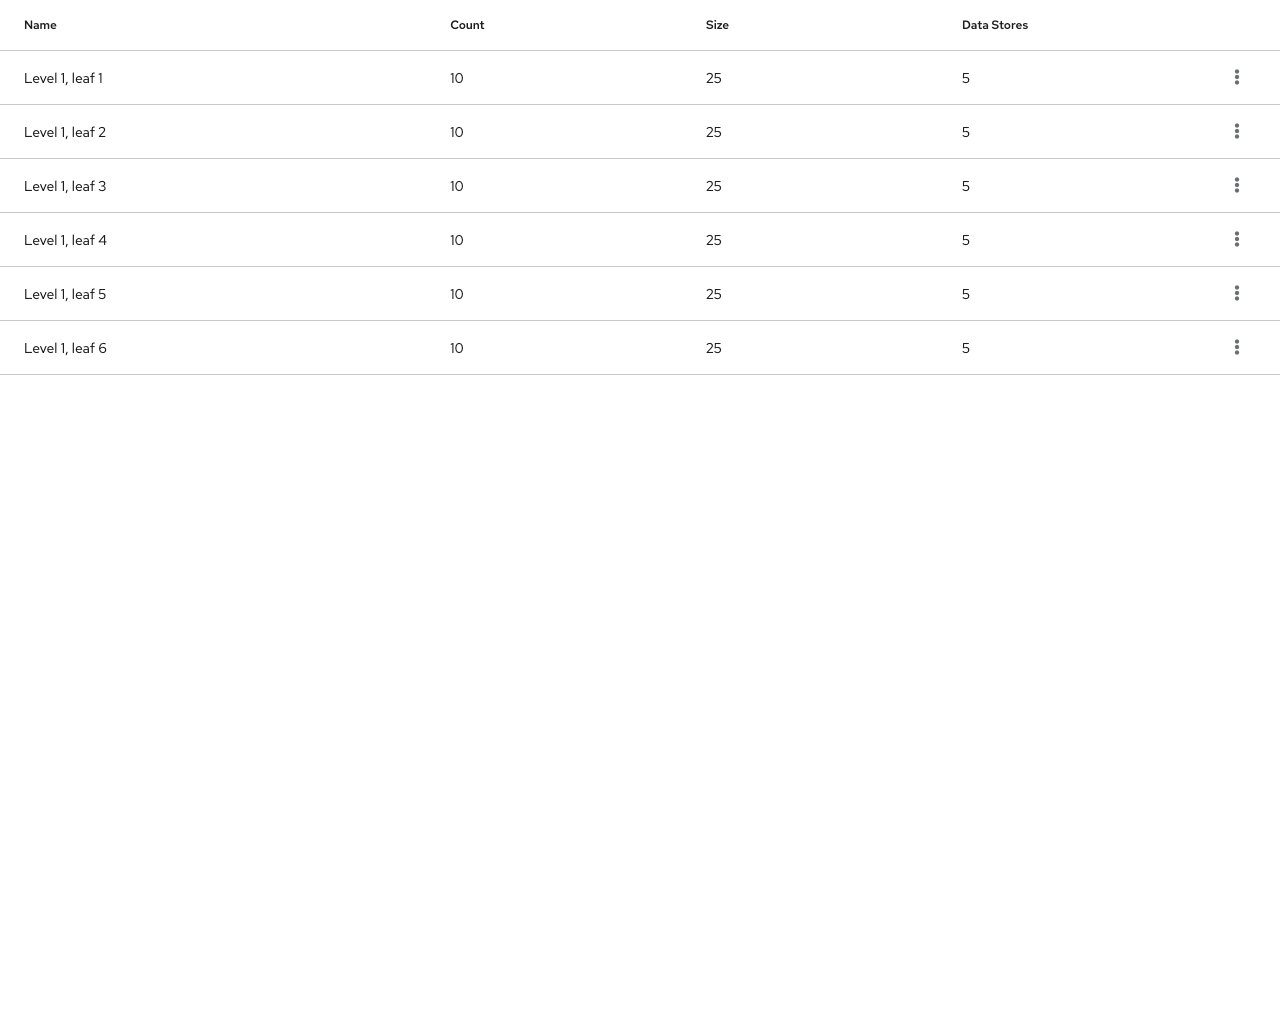 Name Count Size Data Stores
Level 1, leaf 1 10 25 5
Level 1, leaf 2 10 25 5
Level 1, leaf 3 10 25 5
Level 1, leaf 4 10 25 5
Level 1, leaf 5 10 25 5
Level 1, leaf 6 10 25 5